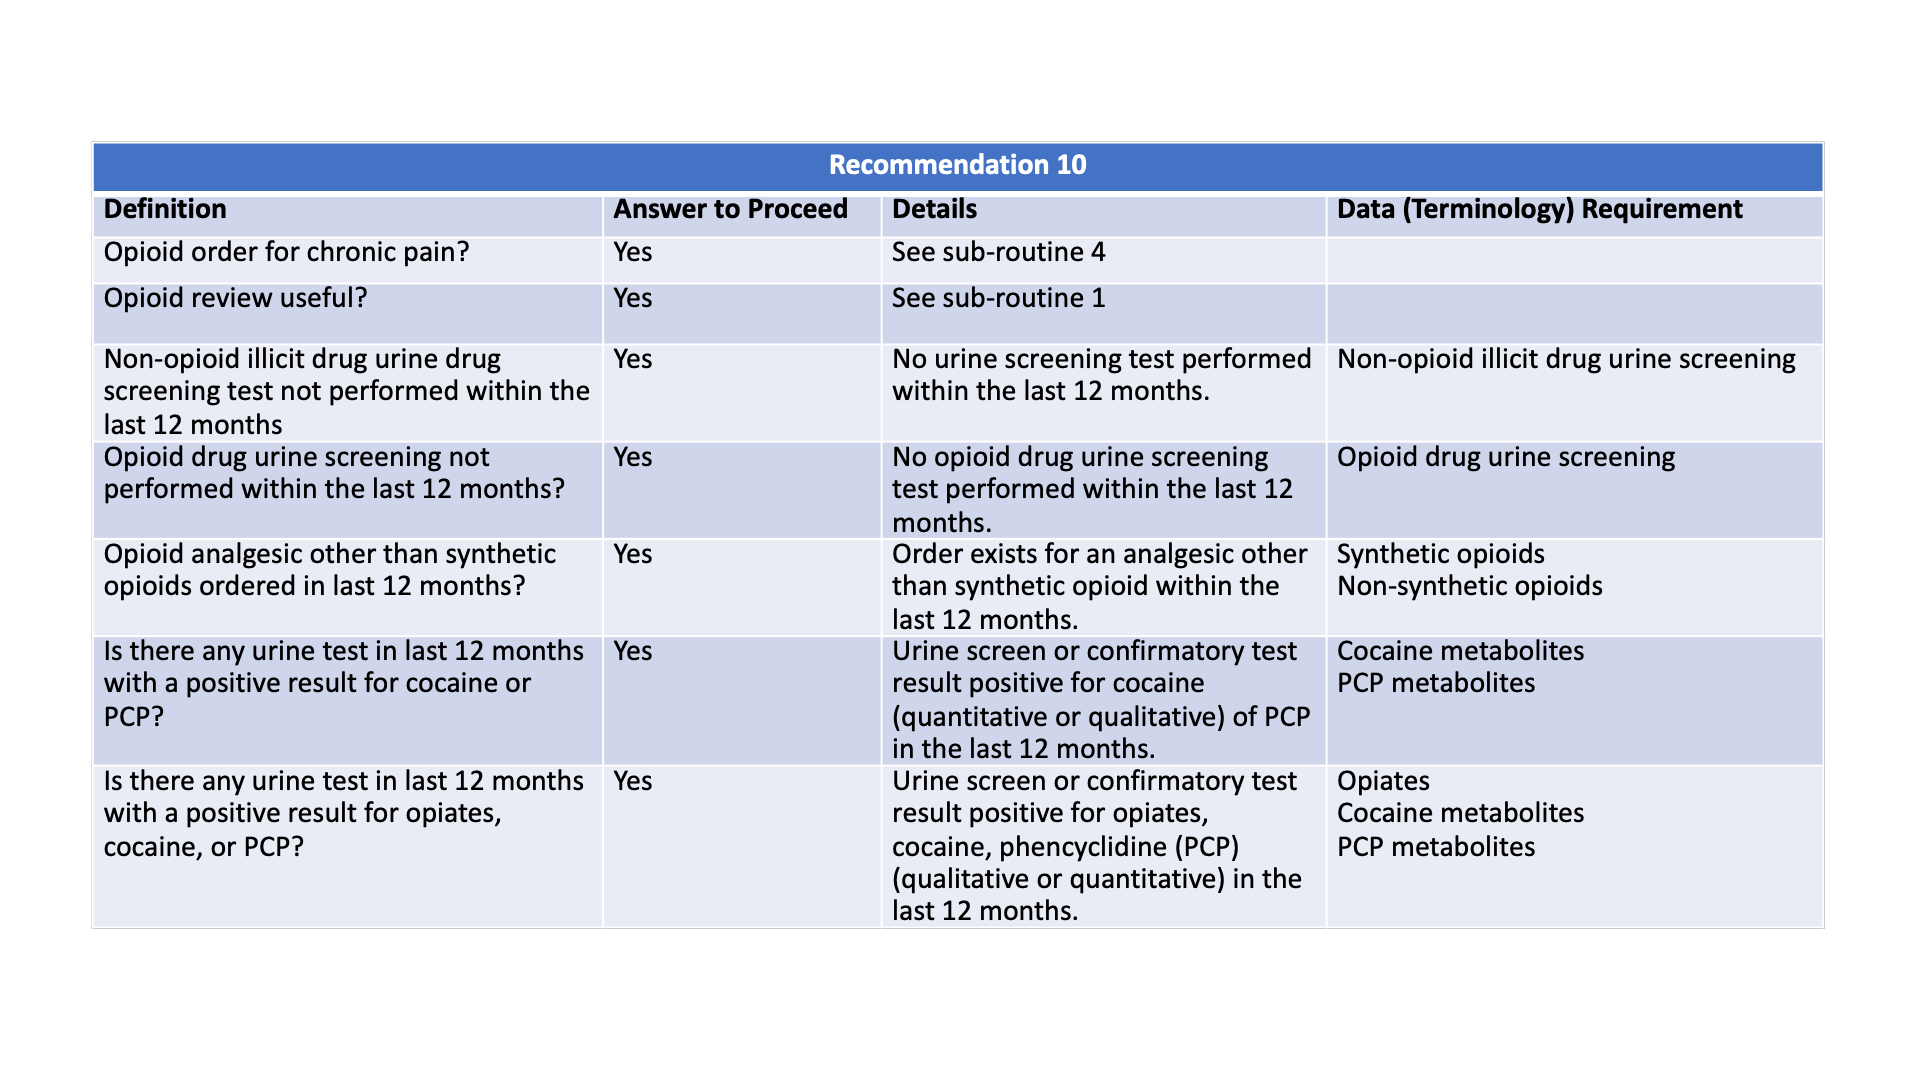 Recommendation 10
Definition
Answer to Proceed
Details
Data (Terminology) Requirement
Opioid order for chronic pain?
Yes
See sub-routine 4
Opioid review useful?
Yes
See sub-routine 1
Non-opioid illicit drug urine drug
screening test not performed within the
last 12 months
Yes
No urine screening test performed
within the last 12 months.
Non-opioid illicit drug urine screening
Opioid drug urine screening not
performed within the last 12 months?
Yes
No opioid drug urine screening
test performed within the last 12
months.
Opioid drug urine screening
Opioid analgesic other than synthetic
opioids ordered in last 12 months?
Yes
Order exists for an analgesic other
than synthetic opioid within the
last 12 months.
Synthetic opioids
Non-synthetic opioids
Is there any urine test in last 12 months
with a positive result for cocaine or
PCP?
Yes
Urine screen or confirmatory test
result positive for cocaine
(quantitative or qualitative) of PCP
in the last 12 months.
Cocaine metabolites
PCP metabolites
Is there any urine test in last 12 months
with a positive result for opiates,
cocaine, or PCP?
Yes
Urine screen or confirmatory test
result positive for opiates,
cocaine, phencyclidine (PCP)
(qualitative or quantitative) in the
last 12 months.
Opiates
Cocaine metabolites
PCP metabolites